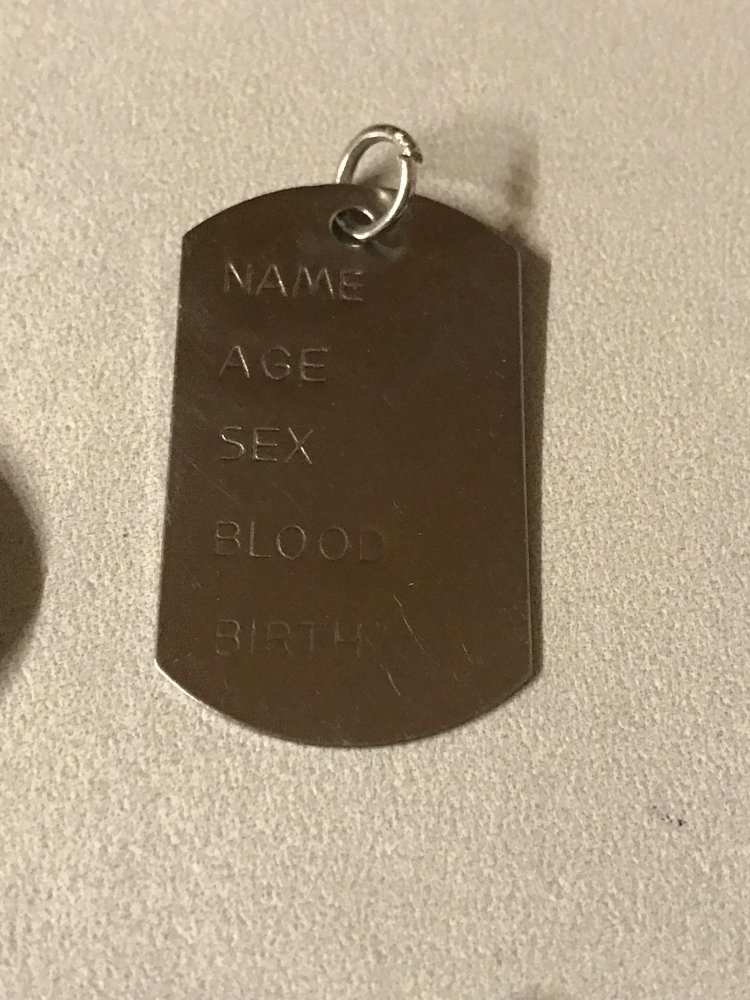 NAME
AGE
SEX
BLOOD
BIRTH